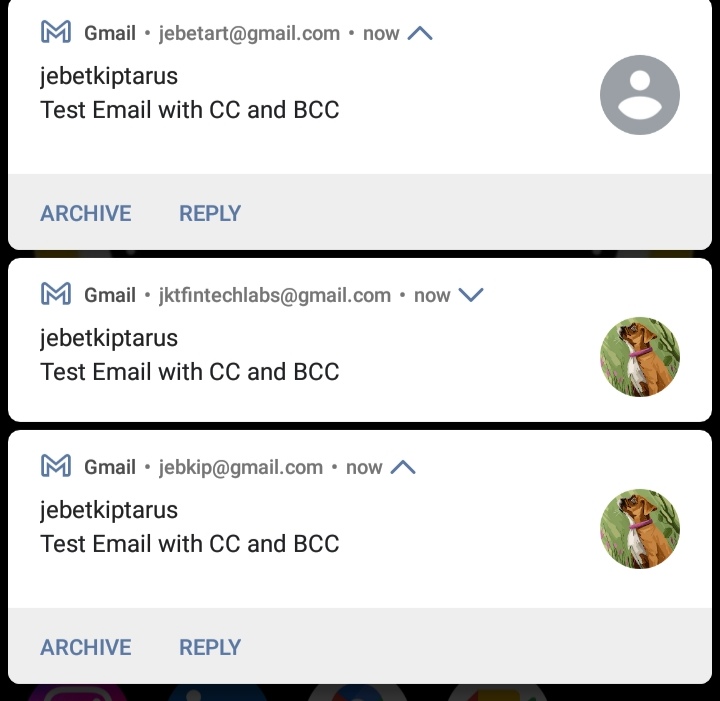 Gmail • jebetart@gmail.com • now
jebetkiptarus
Test Email with CC and BCC
ARCHIVE REPLY
Gmail • jktfintechlabs@gmail.com • now
jebetkiptarus
Test Email with CC and BCC
Gmail • jebkip@gmail.com • now
jebetkiptarus
Test Email with CC and BCC
ARCHIVE REPLY